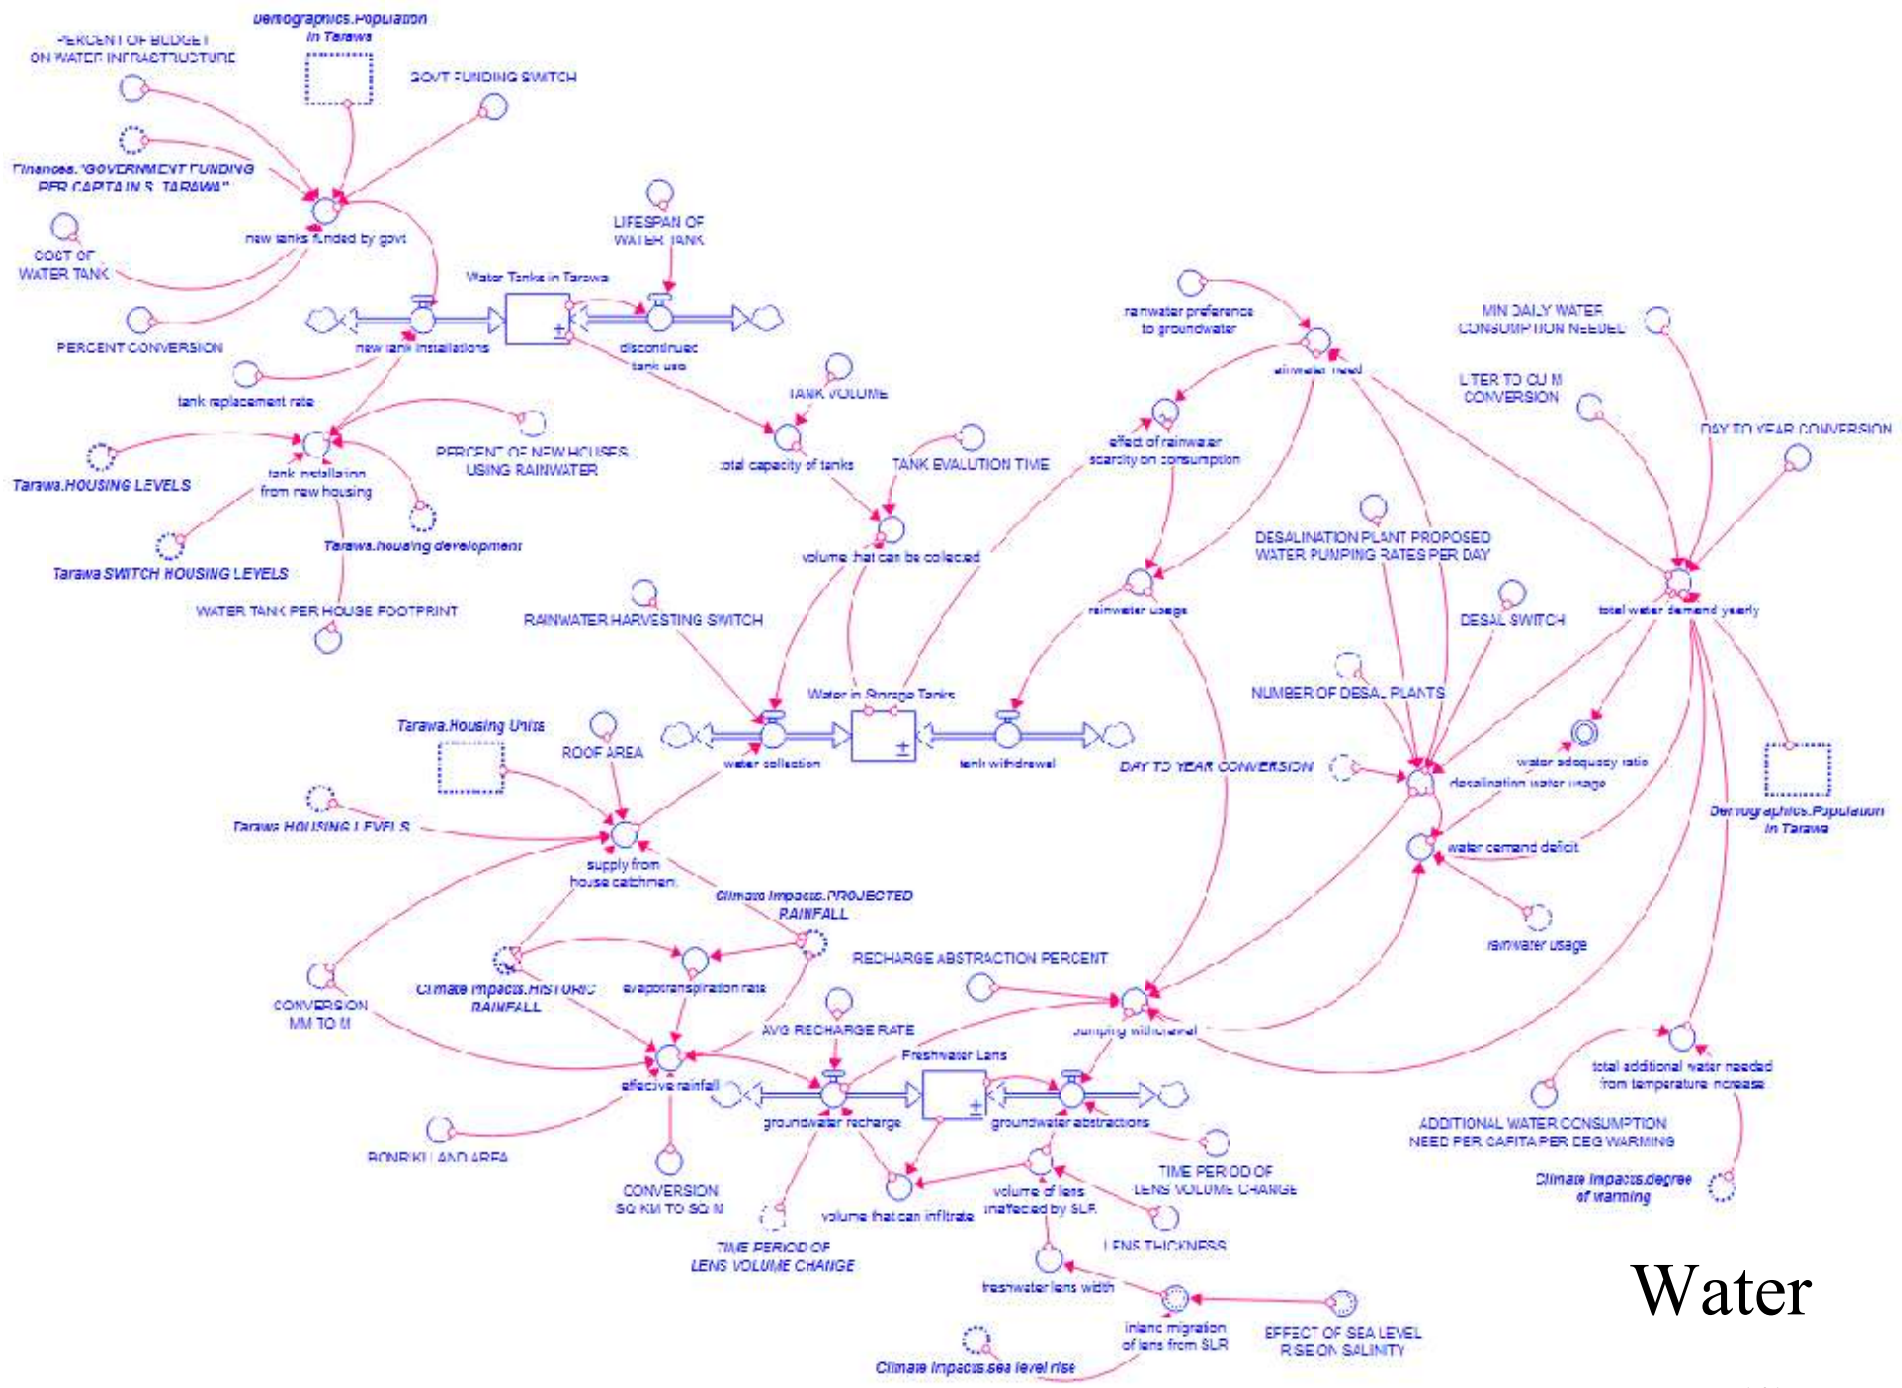 Demographics.Population
in Tarawa
PERCENT OF BUDGET
ON WATER INFRASTRUCTURE
GOVT FUNDING SWITCH
Finances."GOVERNMENT FUNDING
PER CAPITA IN S. TARAWA"
new tanks funded by govt
COST OF
WATER TANK
LIFESPAN OF
WATER TANK
Water Tanks in Tarawa
PERCENT CONVERSION
new tank installations
discontinued
tank use
rainwater preference
to groundwater
MIN DAILY WATER
CONSUMPTION NEEDED
rainwater need
LITER TO CU M
CONVERSION
tank replacement rate
TANK VOLUME
DAY TO YEAR CONVERSION
PERCENT OF NEW HOUSES
USING RAINWATER
total capacity of tanks
TANK EVALUTION TIME
effect of rainwater
scarcity on consumption
Tarawa.HOUSING LEVELS
tank installation
from new housing
Tarawa.housing development
Tarawa.SWITCH HOUSING LEVELS
volume that can be collected
DESALINATION PLANT PROPOSED
WATER PUMPING RATES PER DAY
WATER TANK PER HOUSE FOOTPRINT
RAINWATER HARVESTING SWITCH
rainwater usage
DESAL SWITCH
total water demand yearly
NUMBER OF DESAL PLANTS
Water in Storage Tanks
Tarawa.Housing Units
ROOF AREA
water collection
tank withdrawal
DAY TO YEAR CONVERSION
water adequacy ratio
desalination water usage
Demographics.Population
in Tarawa
Tarawa.HOUSING LEVELS
supply from
house catchment
water demand deficit
Climate Impacts.PROJECTED
RAINFALL
rainwater usage
RECHARGE ABSTRACTION PERCENT
CONVERSION
MM TO M
Climate Impacts.HISTORIC
RAINFALL
evapotranspiration rate
AVG RECHARGE RATE
pumping withdrawal
Freshwater Lens
effective rainfall
total additional water needed
from temperature increase
groundwater recharge
groundwater abstractions
ADDITIONAL WATER CONSUMPTION
NEED PER CAPITA PER DEG WARMING
BONRIKI LAND AREA
CONVERSION
SQ KM TO SQ M
TIME PERIOD OF
LENS VOLUME CHANGE
volume of lens
unaffected by SLR
volume that can infiltrate
Climate Impacts.degree
of warming
TIME PERIOD OF
LENS VOLUME CHANGE
LENS THICKNESS
freshwater lens width
Water
inland migration
of lens from SLR
EFFECT OF SEA LEVEL
RISE ON SALINITY
Climate Impacts.sea level rise